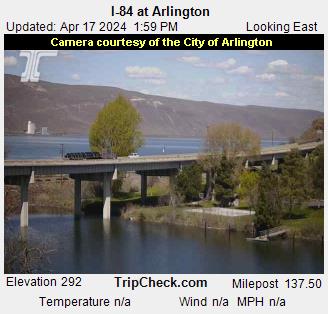 I-84 at Arlington
Updated: Apr 17 2024 1:59 PM Looking East
Camera courtesy of the City of Arlington
Elevation 292 TripCheck.com Milepost 137.50
Temperature n/a Wind n/a MPH n/a